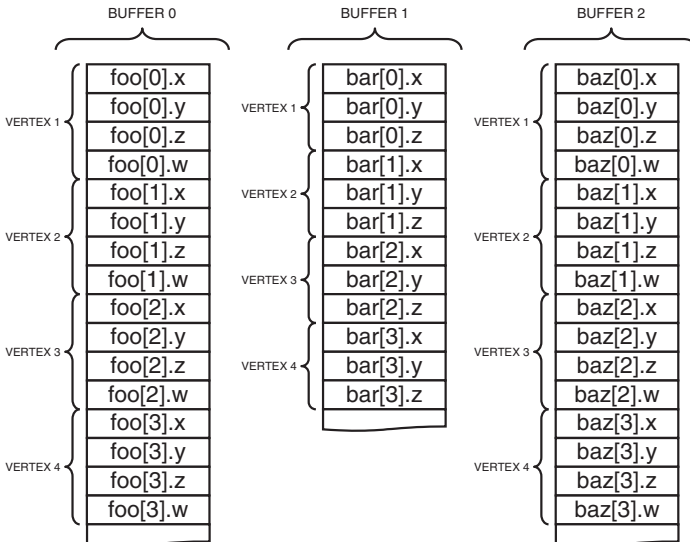 BUFFER 0
VERTEX 1
foo[0].x
foo[0].y
foo[0].z
foo[0].w
VERTEX 2
foo[1].x
foo[1].y
foo[1].z
foo[1].w
VERTEX 3
foo[2].x
foo[2].y
foo[2].z
foo[2].w
VERTEX 4
foo[3].x
foo[3].y
foo[3].z
foo[3].w
BUFFER 1
VERTEX 1
bar[0].x
bar[0].y
bar[0].z
VERTEX 2
bar[1].x
bar[1].y
bar[1].z
VERTEX 3
bar[2].x
bar[2].y
bar[2].z
VERTEX 4
bar[3].x
bar[3].y
bar[3].z
BUFFER 2
VERTEX 1
baz[0].x
baz[0].y
baz[0].z
baz[0].w
VERTEX 2
baz[1].x
baz[1].y
baz[1].z
baz[1].w
VERTEX 3
baz[2].x
baz[2].y
baz[2].z
baz[2].w
VERTEX 4
baz[3].x
baz[3].y
baz[3].z
baz[3].w